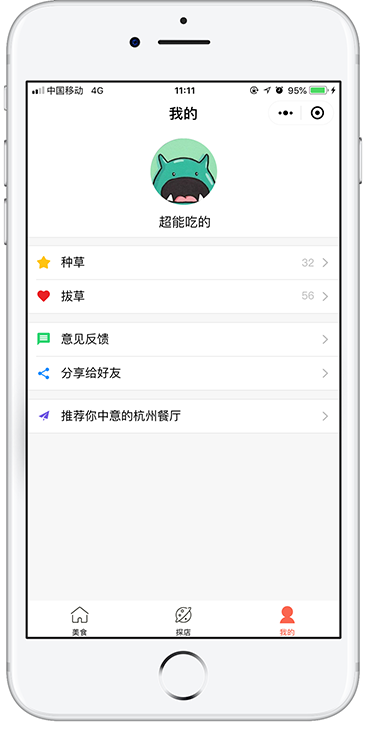 中国移动 4G 11:11 95%
我的
超能吃的
种草 32
拔草 56
意见反馈
分享给好友
推荐你中意的杭州餐厅
美食 探店 我的